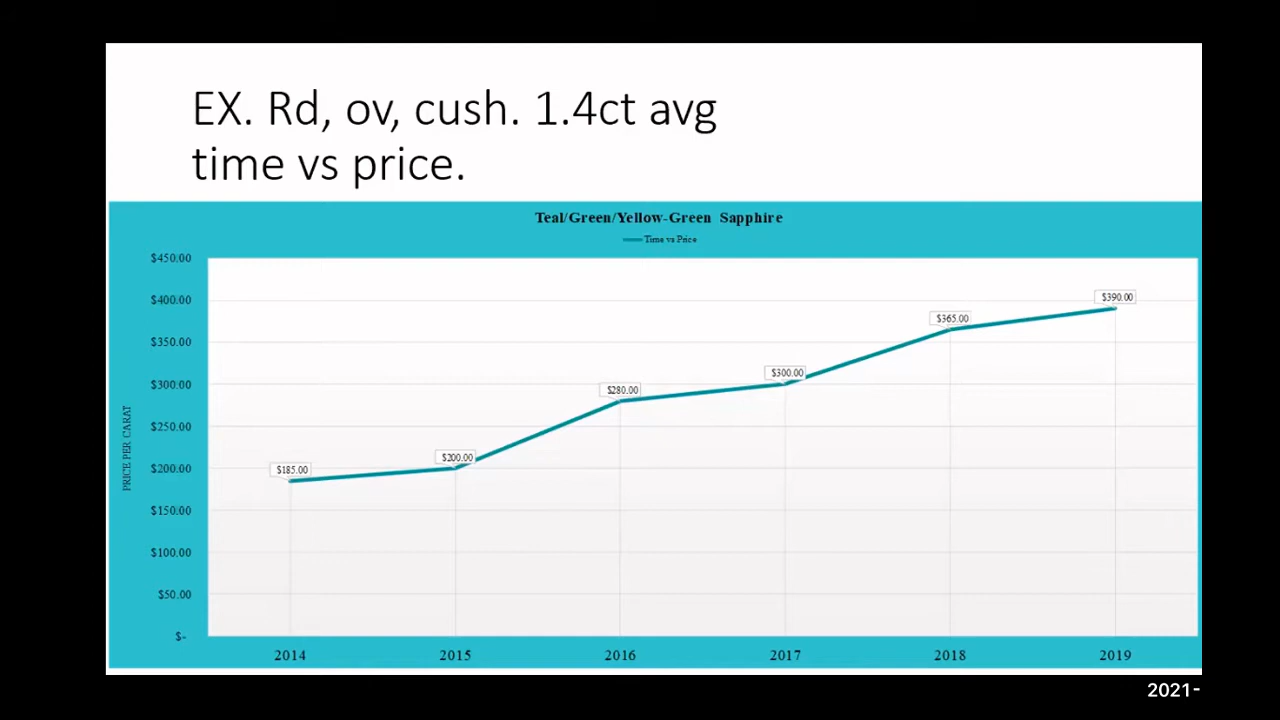 EX. Rd, ov, cush. 1.4ct avg
time vs price.
Teal/Green/Yellow-Green Sapphire
Time vs Price
$450.00
$400.00
$350.00
$300.00
$250.00
$200.00
$150.00
$100.00
$50.00
$-
PRICE PER CARAT
$185.00
$200.00
$280.00
$300.00
$365.00
$390.00
2014 2015 2016 2017 2018 2019
2021-